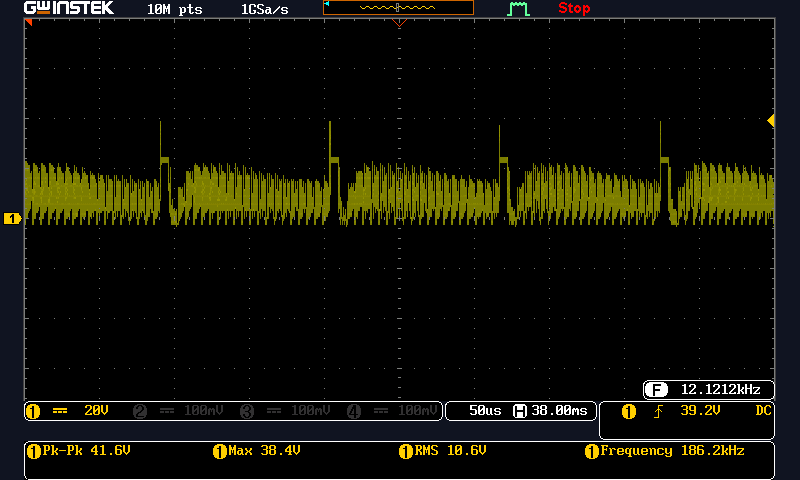 GWINSTEK 10M pts 1GSa/s Stop
1
F 12.1212kHz
1 20V 2 100mV 3 100mV 4 100mV 50us H 38.00ms 1 39.2V DC
1 Pk-Pk 41.6V 1 Max 38.4V 1 RMS 10.6V 1 Frequency 186.2kHz